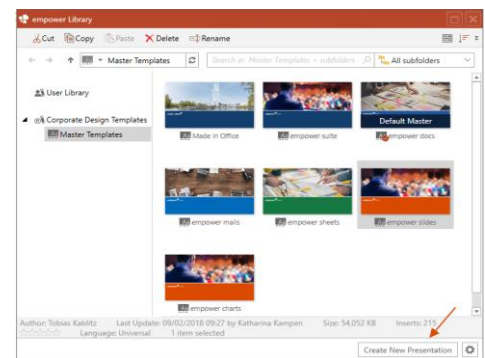 empower Library
Cut Copy Paste Delete Rename
Master Templates Search in Master Templates + subfolders All subfolders
User Library
Corporate Design Templates
Master Templates
Default Master
Made in Office empower suite empower docs
empower mails empower sheets empower slides
empower charts
Author: Tobias Kablitz Last Update: 09/02/2018 09:27 by Katharina Kampen Size: 54,052 KB Inserts: 215
Language: Universal 1 item selected
Create New Presentation